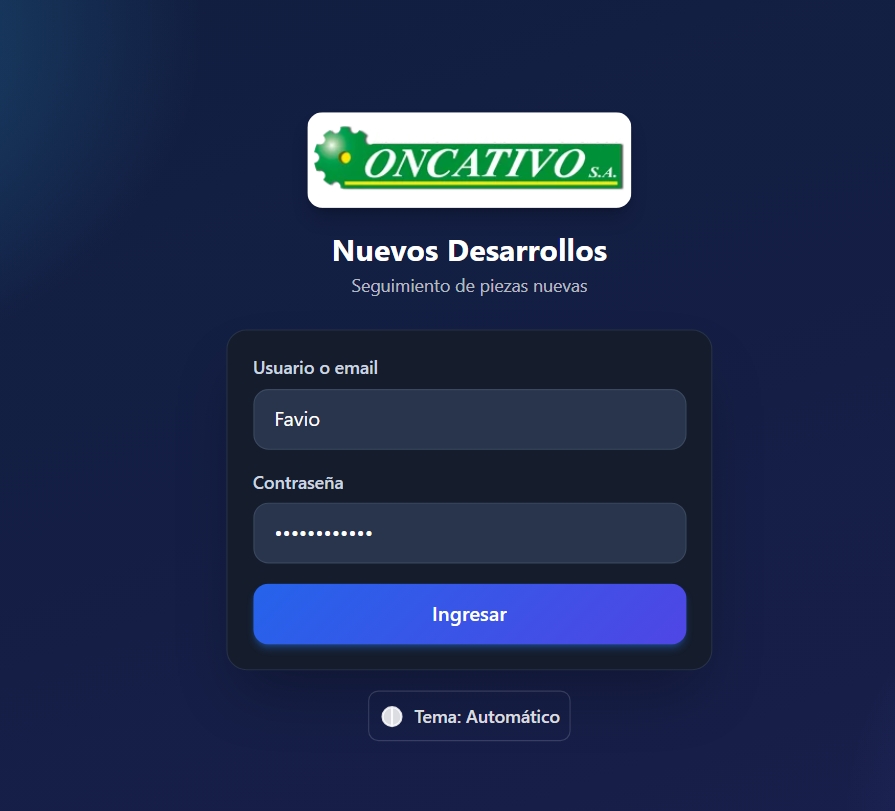 ONCATIVO S.A.
Nuevos Desarrollos
Seguimiento de piezas nuevas
Usuario o email
Favio
Contraseña
••••••••••••
Ingresar
Tema: Automático